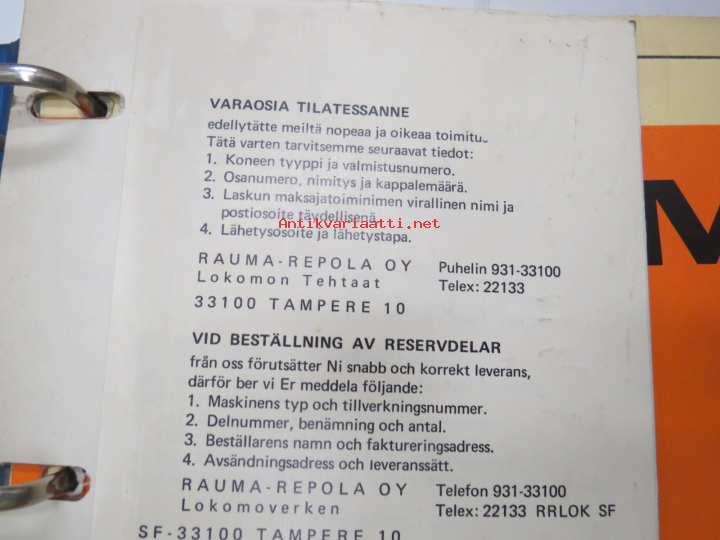 VARAOSIA TILATESSANNE
edellytätte meiltä nopeaa ja oikeaa
Tätä varten tarvitsemme seuraavat tiedot:
1. Koneen tyyppi ja valmistusnumero.
2. Osanumero, nimitys ja kappalemäärä.
3. Laskun maksajatoiminimen virallinen nimi ja
postiosoite täydellisenä
Antikvariaatti.net
4. Lähetysosoite ja lähetystapa.
RAUMA-REPOLA OY Puhelin 931-33100
Lokomon Tehtaat Telex: 22133
33100 TAMPERE 10
VID BESTÄLLNING AV RESERVDELAR
från oss förutsätter Ni snabb och korrekt leverans,
därför ber vi Er meddela följande:
1. Maskinens typ och tillverkningsnummer.
2. Delnummer, benämning och antal.
3. Beställarens namn och faktureringsadress.
4. Avsändningsadress och leveranssätt.
RAUMA-REPOLA OY Telefon 931-33100
Lokomoverken Telex: 22133 RRLOK SF
SF-33100 TAMPERE 10
M